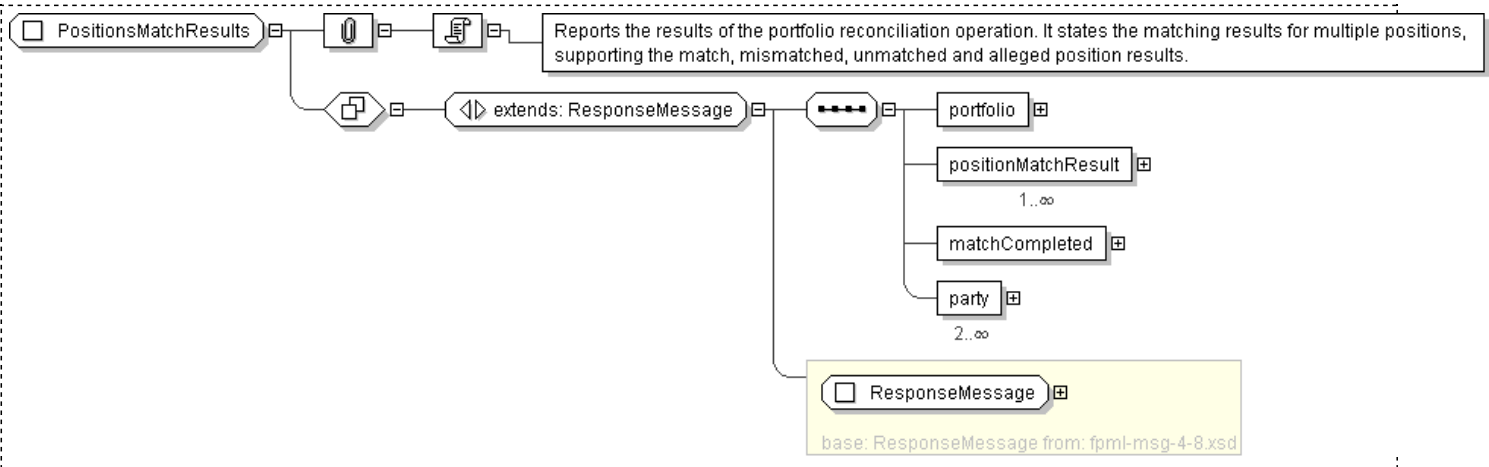 PositionsMatchResults
Reports the results of the portfolio reconciliation operation. It states the matching results for multiple positions,
supporting the match, mismatched, unmatched and alleged position results.
extends: ResponseMessage
portfolio
positionMatchResult
1..∞
matchCompleted
party
2..∞
ResponseMessage
base: ResponseMessage from: fpml-msg-4-8.xsd